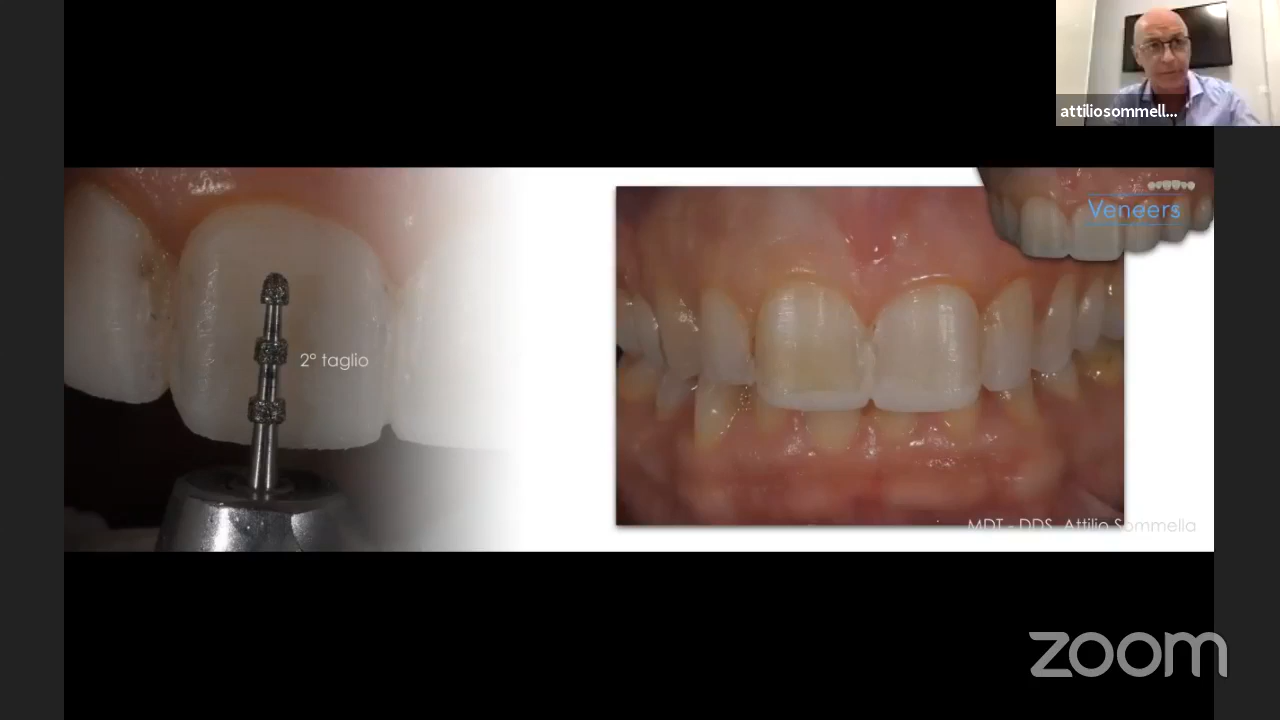 attiliosommell...
Veneers
2° taglio
MDT - DDS Attilio Sommella
zoom